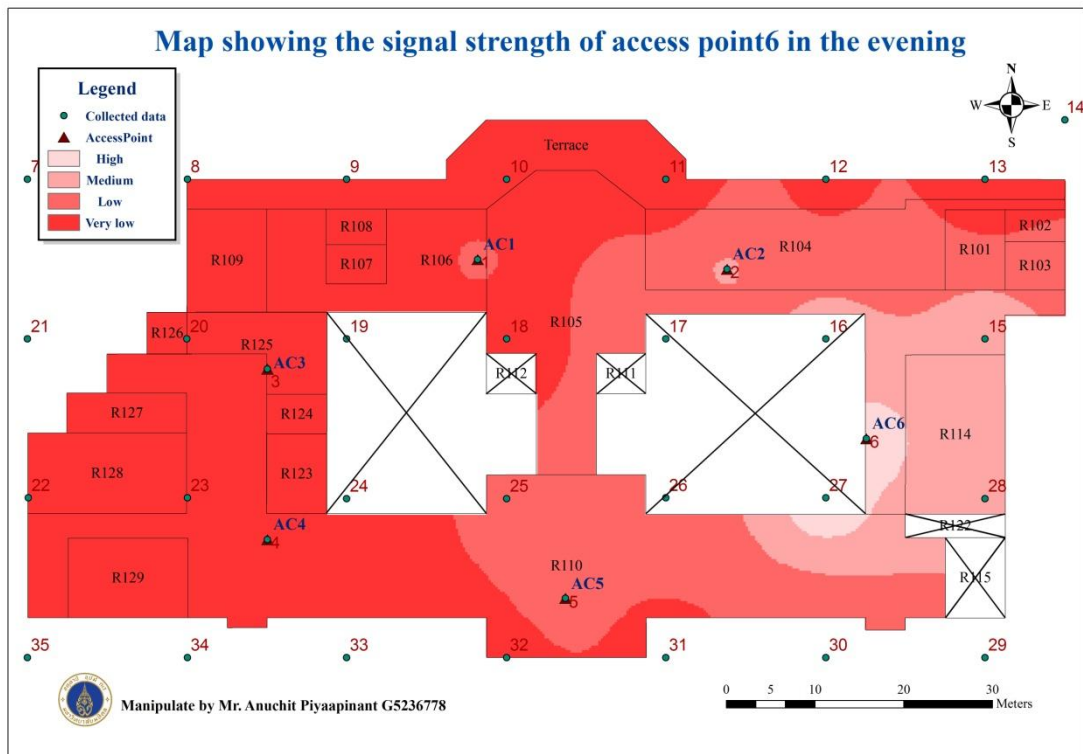 Map showing the signal strength of access point6 in the evening
Legend
Collected data
AccessPoint
High
Medium
Low
Very low
N
W E
S
14
7 8 9 10 11 12 13
Terrace
R108
R102
R109 R107 R106 AC1 1 AC2 2 R104 R101 R103
21 R126 20 R125 19 18 R105 17 16 15
AC3
3
R112 R111
R127 R124
AC6
6
R114
R128 R123
22 23 24 25 26 27 28
AC4
4
R122
R129 R110 R115
AC5
5
35 34 33 32 31 30 29
Manipulate by Mr. Anuchit Piyaapinant G5236778
0 5 10 20 30
Meters